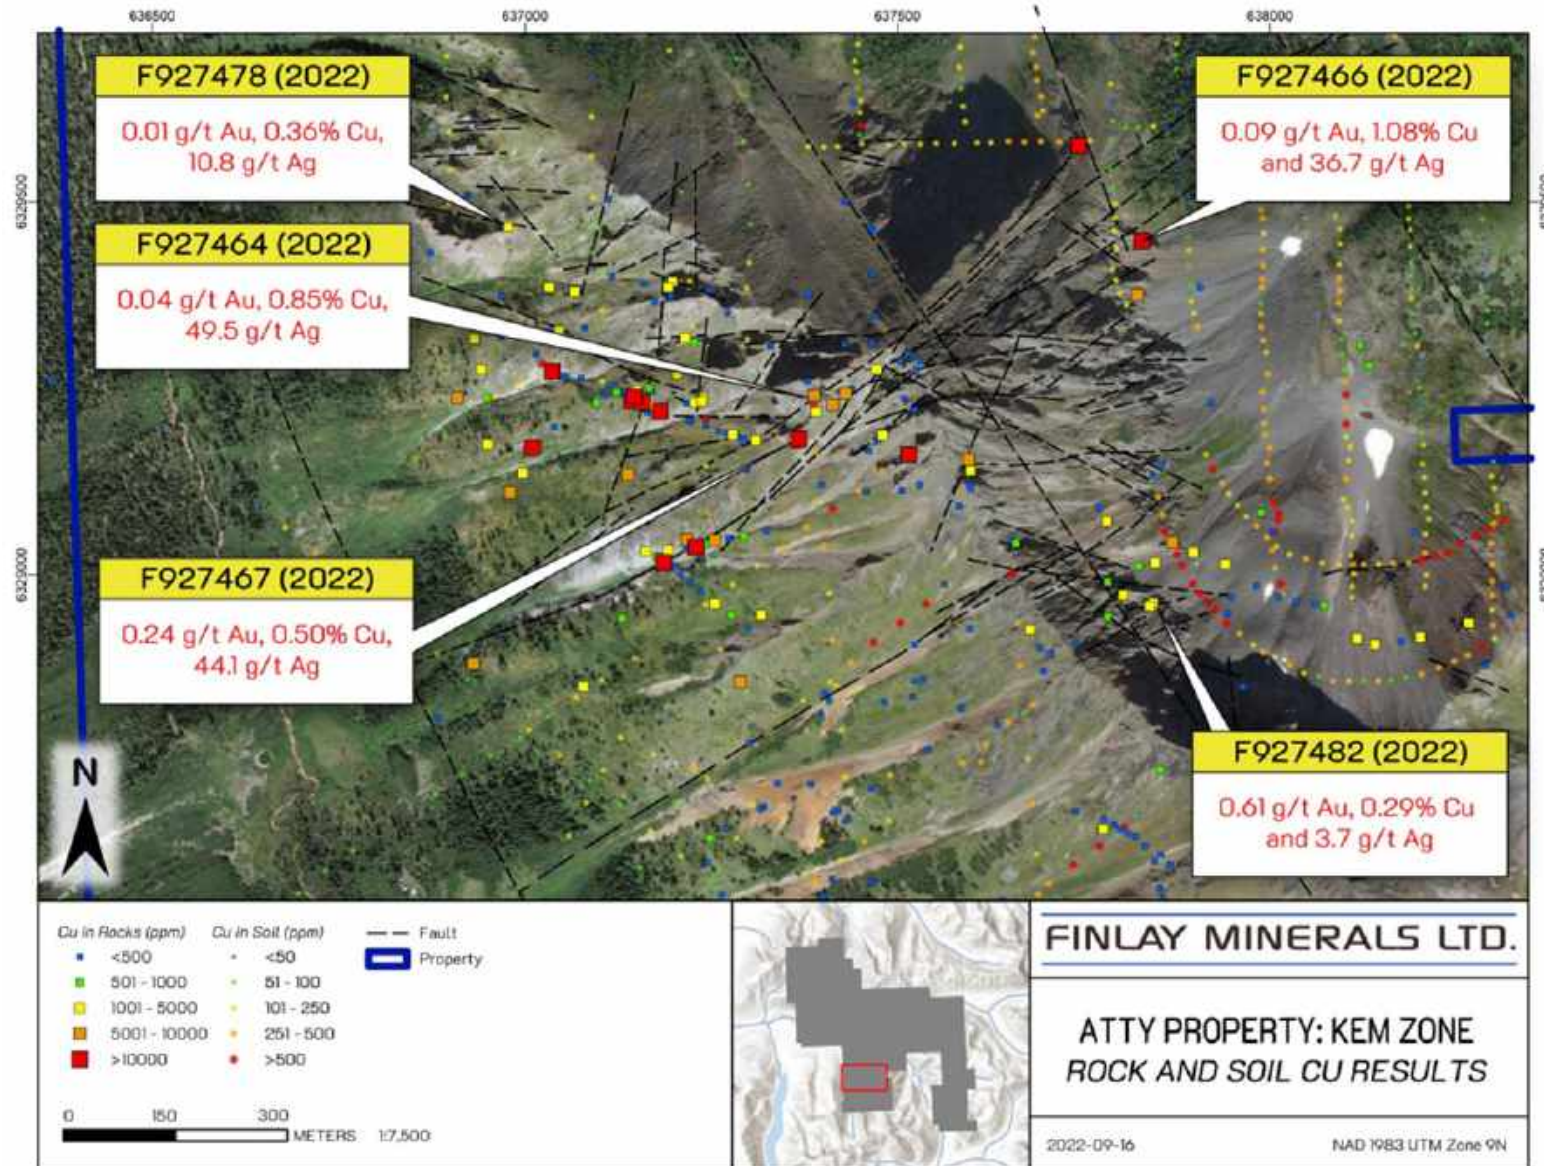 636500
637000
637500
638000
F927478 (2022)
0.01 g/t Au, 0.36% Cu,
10.8 g/t Ag
F927466 (2022)
0.09 g/t Au, 1.08% Cu
and 36.7 g/t Ag
6329500
F927464 (2022)
0.04 g/t Au, 0.85% Cu,
49.5 g/t Ag
6329000
F927467 (2022)
0.24 g/t Au, 0.50% Cu,
44.1 g/t Ag
F927482 (2022)
0.61 g/t Au, 0.29% Cu
and 3.7 g/t Ag
N
Cu in Rocks (ppm)
<500
501 - 1000
1001 - 5000
5001 - 10000
>10000
Cu in Soil (ppm)
<50
51 - 100
101 - 250
251 - 500
>500
Fault
Property
0 150 300
METERS 1:7,500
FINLAY MINERALS LTD.
ATTY PROPERTY: KEM ZONE
ROCK AND SOIL CU RESULTS
2022-09-16
NAD 1983 UTM Zone 9N